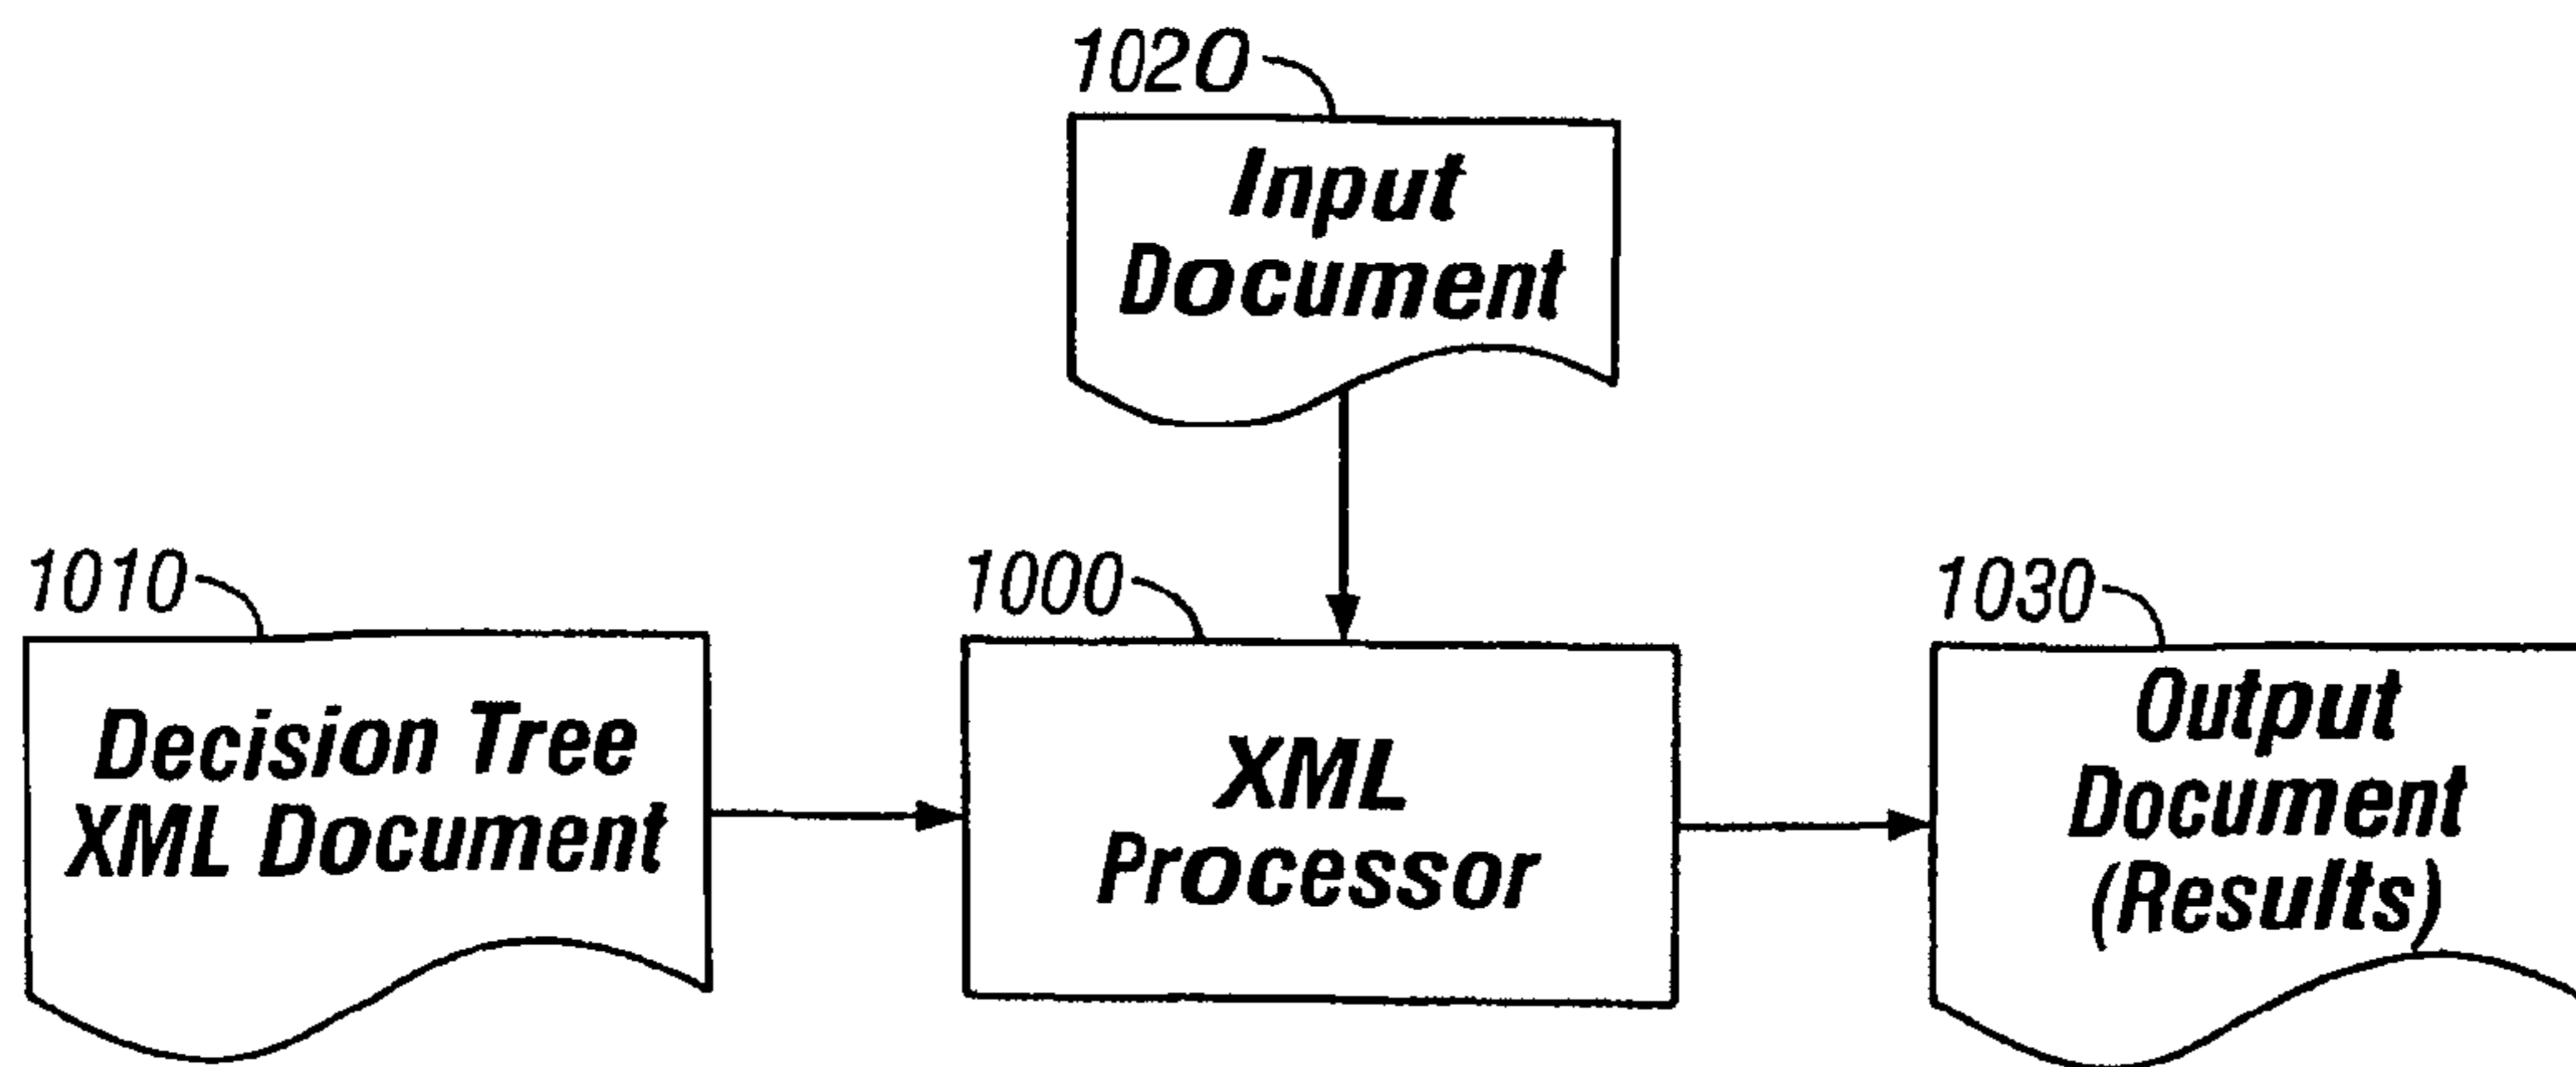 1020
Input
Document
1010
Decision Tree
XML Document
1000
XML
Processor
1030
Output
Document
(Results)